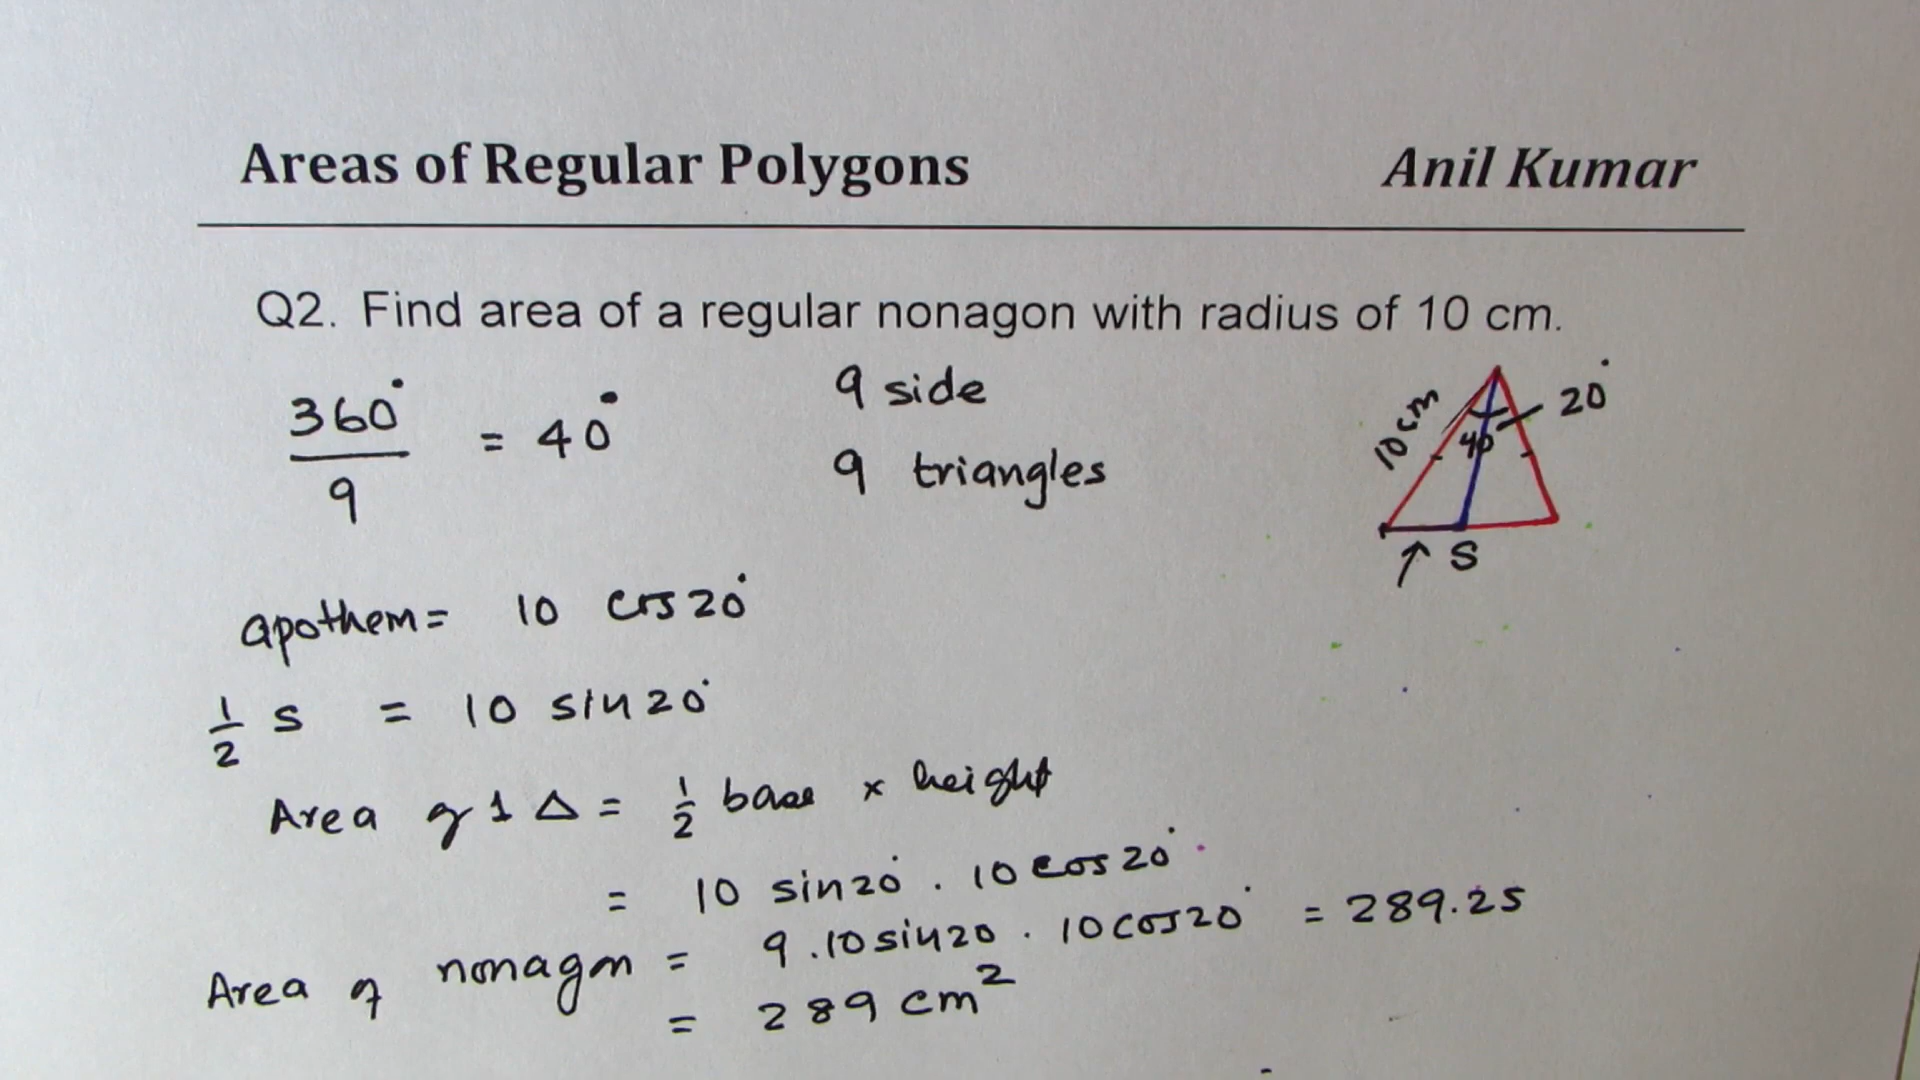 Areas of Regular Polygons Anil Kumar
Q2. Find area of a regular nonagon with radius of 10 cm.
360° / 9 = 40°
9 side
9 triangles
10 cm 40 20°
↑ S
apothem = 10 cos 20°
1/2 s = 10 sin 20°
Area of 1 Δ = 1/2 base × height
= 10 sin 20° . 10 cos 20°
Area of nonagon = 9 . 10 sin 20 . 10 cos 20° = 289.25
= 289 cm²